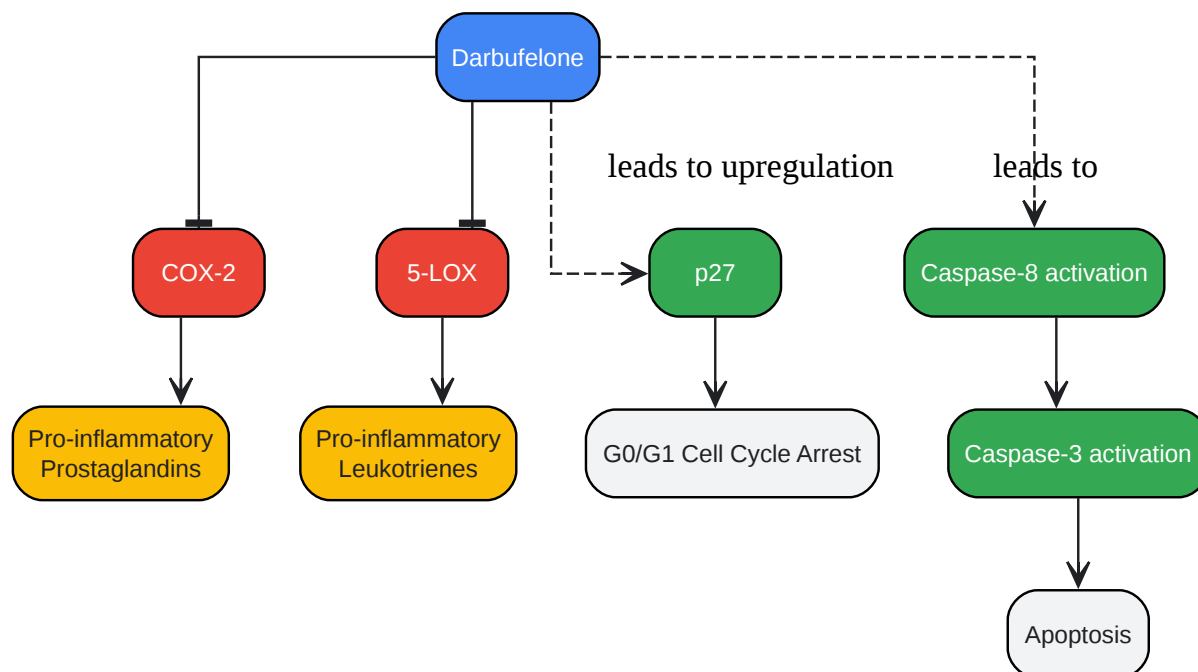 Darbufelone
leads to upregulation
leads to
COX-2
5-LOX
p27
Caspase-8 activation
Pro-inflammatory
Prostaglandins
Pro-inflammatory
Leukotrienes
G0/G1 Cell Cycle Arrest
Caspase-3 activation
Apoptosis